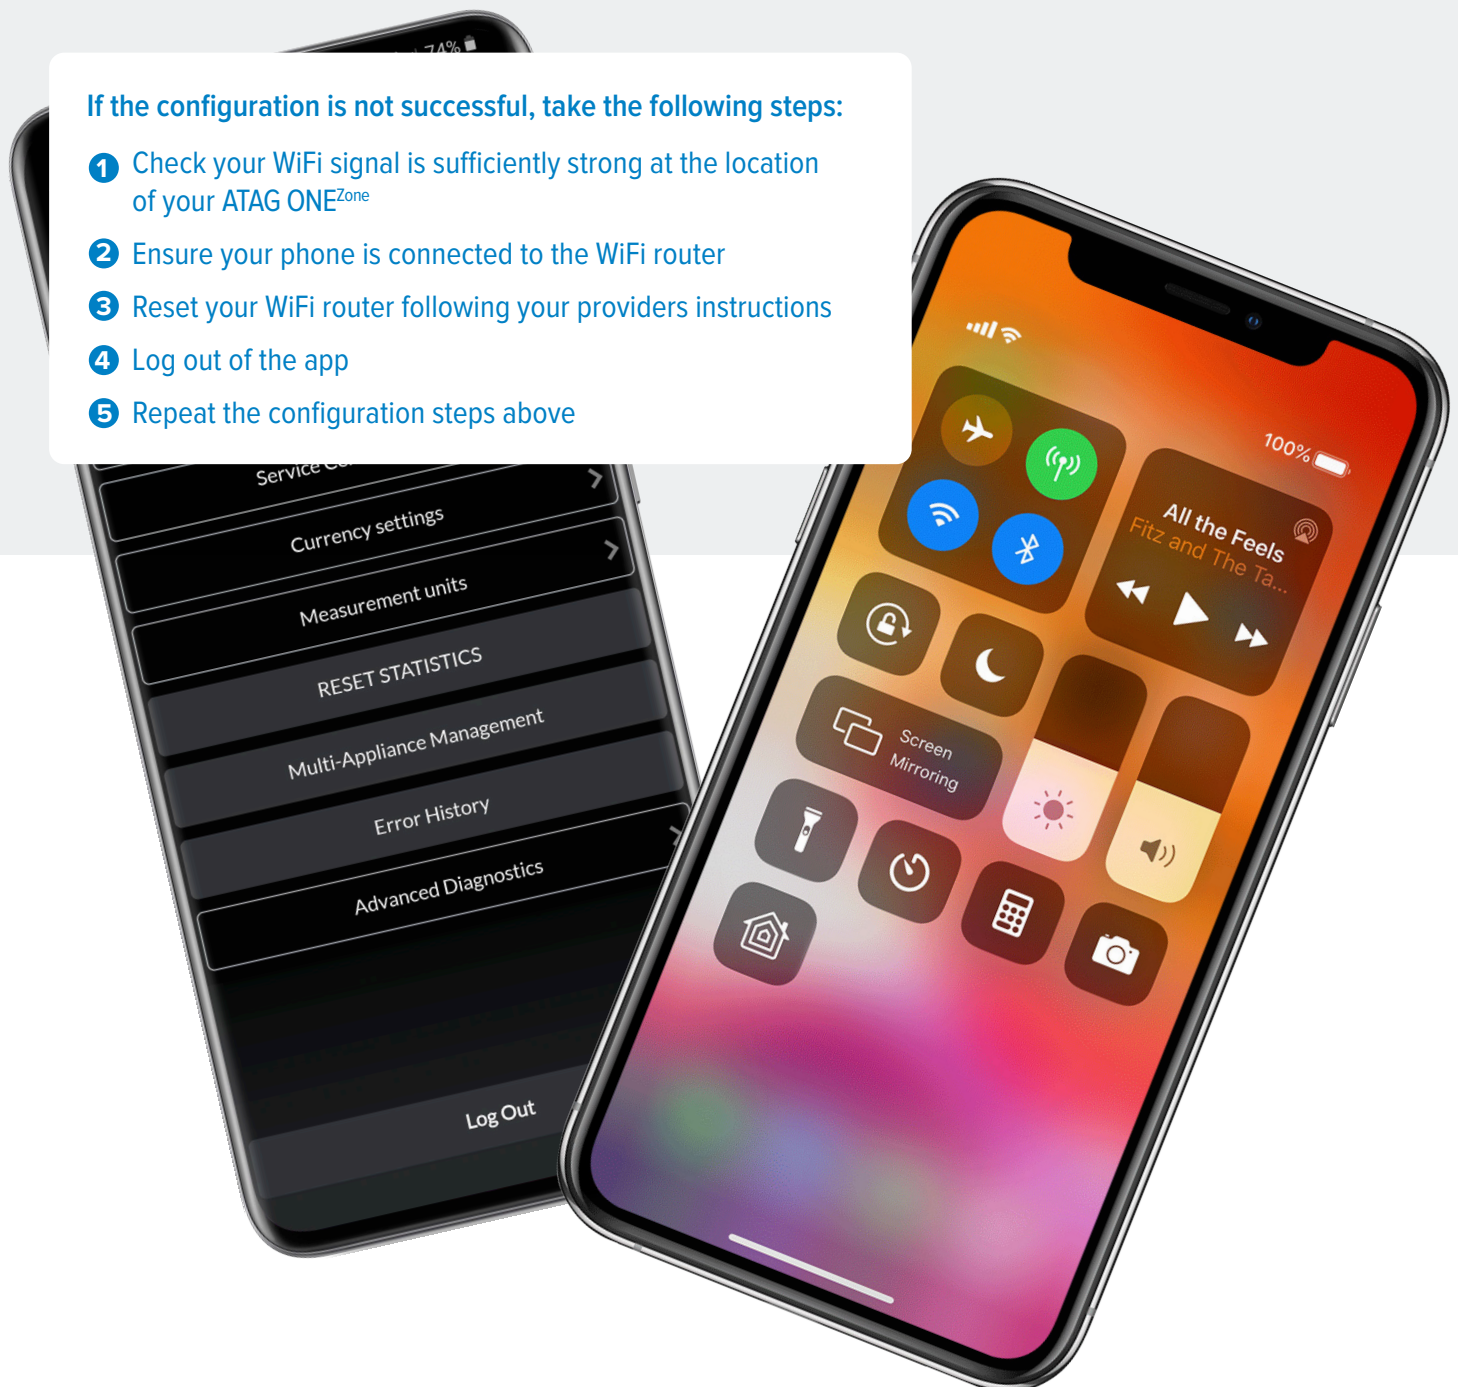 74%
If the configuration is not successful, take the following steps:
1 Check your WiFi signal is sufficiently strong at the location
of your ATAG ONEZone
2 Ensure your phone is connected to the WiFi router
3 Reset your WiFi router following your providers instructions
4 Log out of the app
5 Repeat the configuration steps above
Service
Currency settings
Measurement units
RESET STATISTICS
Multi-Appliance Management
Error History
Advanced Diagnostics
Log Out
100%
All the Feels
Fitz and The Ta...
Screen
Mirroring